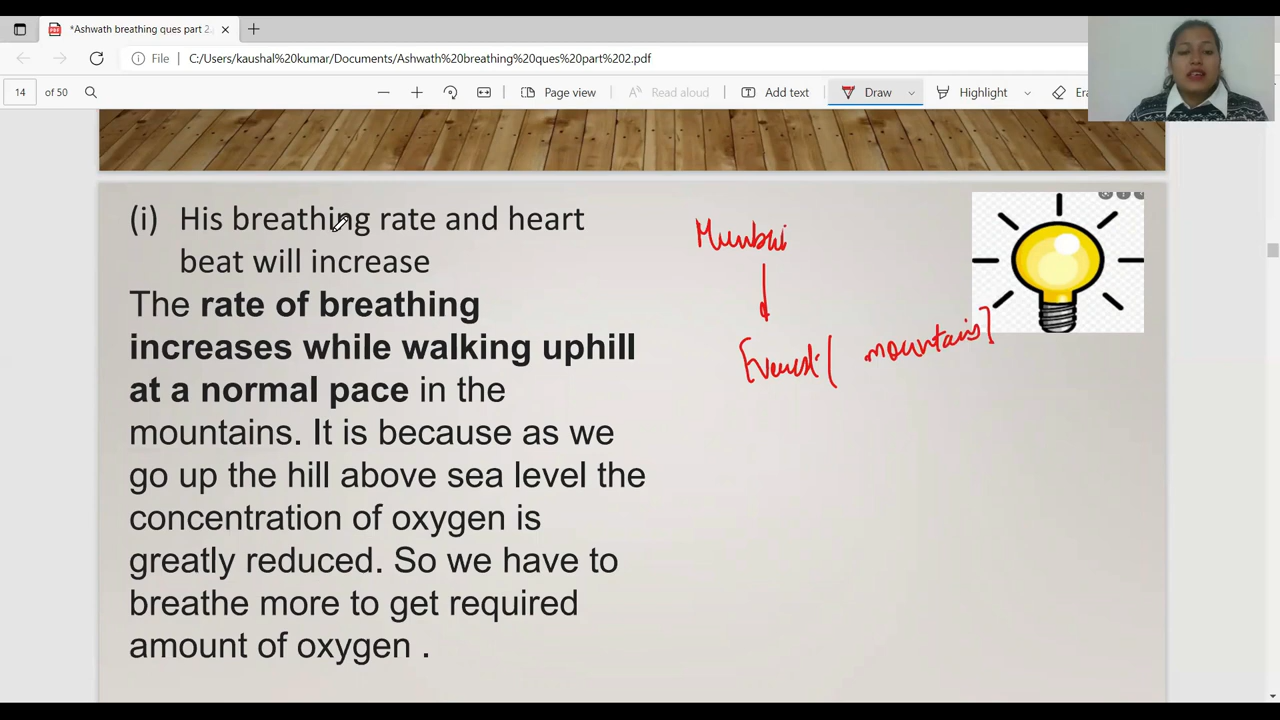 *Ashwath breathing ques part 2.
File
C:/Users/kaushal%20kumar/Documents/Ashwath%20breathing%20ques%20part%202.pdf
14 of 50
Page view
Read aloud
Add text
Draw
Highlight
(i) His breathing rate and heart
beat will increase
The rate of breathing
increases while walking uphill
at a normal pace in the
mountains. It is because as we
go up the hill above sea level the
concentration of oxygen is
greatly reduced. So we have to
breathe more to get required
amount of oxygen .
Mumbai
Everest (mountais]